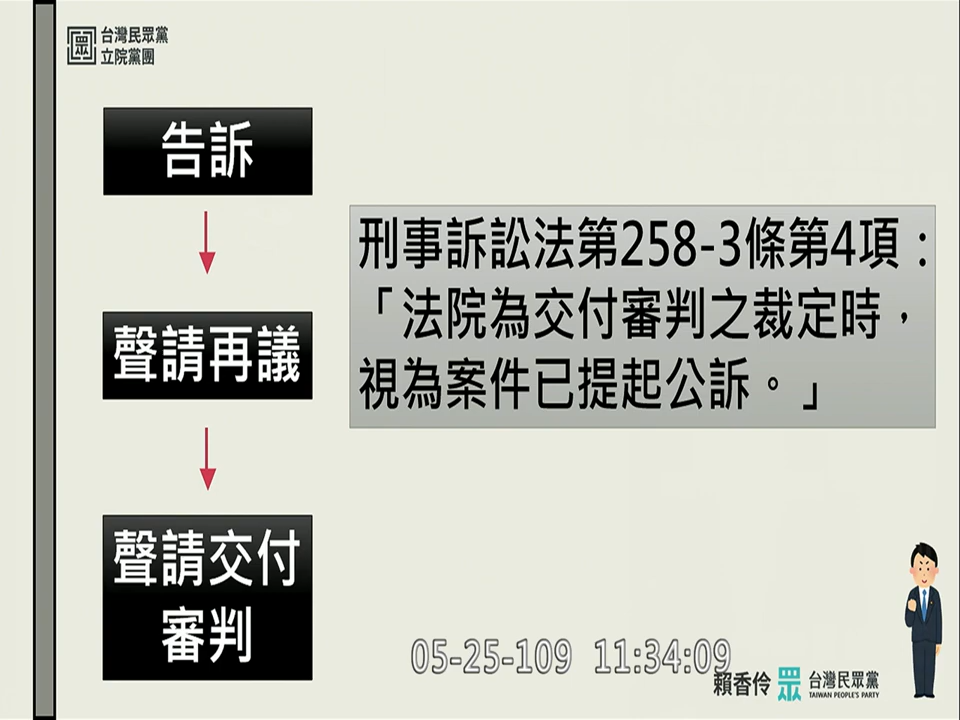 台灣民眾黨
立院黨團
告訴
聲請再議
聲請交付
審判
刑事訴訟法第258-3條第4項：
「法院為交付審判之裁定時，
視為案件已提起公訴。」
05-25-109 11:34:09
賴香伶 眾 台灣民眾黨
TAIWAN PEOPLE'S PARTY